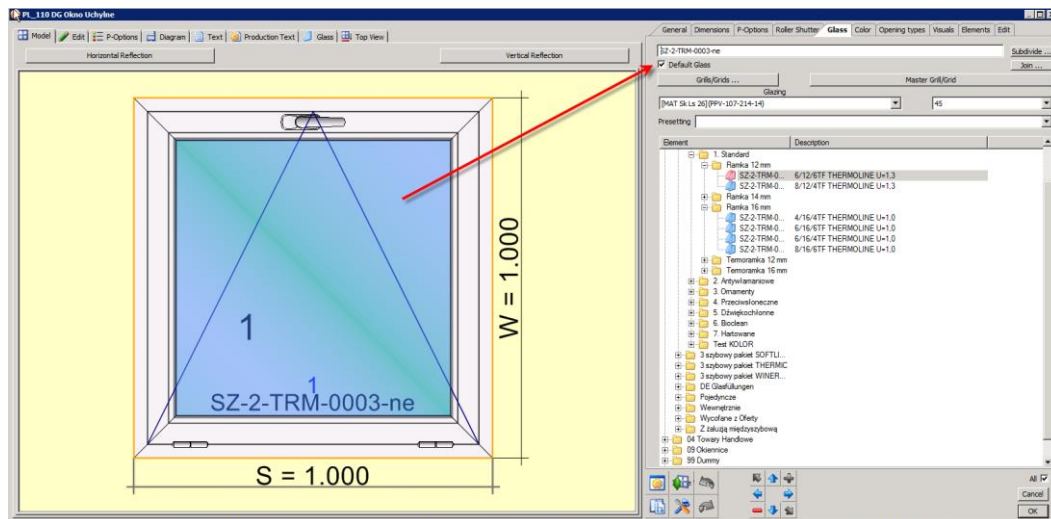 PL_110 DG Okno Uchylne
Model Edit P-Options Diagram Text Production Text Glass Top View
Horizontal Reflection Vertical Reflection
1
1
SZ-2-TRM-0003-ne
W = 1.000
S = 1.000
General Dimensions P-Options Roller Shutter Glass Color Opening types Visuals Elements Edit
SZ-2-TRM-0003-ne Subdivide ...
Default Glass Join ...
Grills/Grids ... Master Grill/Grid
Glazing
[MAT Sk.Ls 26](PPV-107-214-14) 45
Presetting
Element Description
1. Standard
Ramka 12 mm
SZ-2-TRM-0... 6/12/6TF THERMOLINE U=1,3
SZ-2-TRM-0... 8/12/4TF THERMOLINE U=1,3
Ramka 14 mm
Ramka 16 mm
SZ-2-TRM-0... 4/16/4TF THERMOLINE U=1,0
SZ-2-TRM-0... 6/16/6TF THERMOLINE U=1,0
SZ-2-TRM-0... 6/16/4TF THERMOLINE U=1,0
SZ-2-TRM-0... 8/16/6TF THERMOLINE U=1,0
Termoramka 12 mm
Termoramka 16 mm
2. Antywłamaniowe
3. Ornamenty
4. Przeciwsłoneczne
5. Dźwiękochłonne
6. Bioclean
7. Hartowane
Test KOLOR
3 szybowy pakiet SOFTLI...
3 szybowy pakiet THERMIC
3 szybowy pakiet WINER...
DE Glasfüllungen
Pojedyncze
Wewnętrznie
Wycofane z Oferty
Z żaluzją międzyszybową
04 Towary Handlowe
09 Okiennice
99 Dummy
All
Cancel
OK